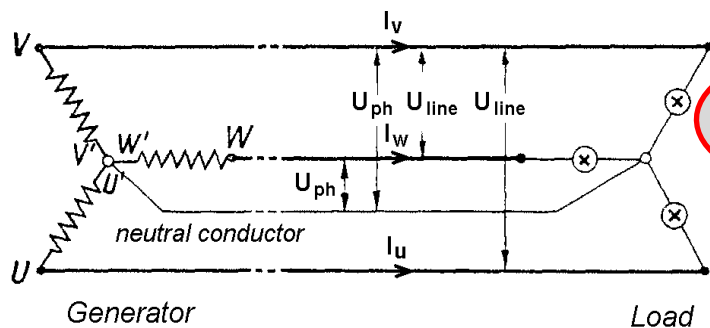 V Iv
Uph Uline Uline
V' W' W Iw
U' Uph
neutral conductor
U Iu
Generator Load